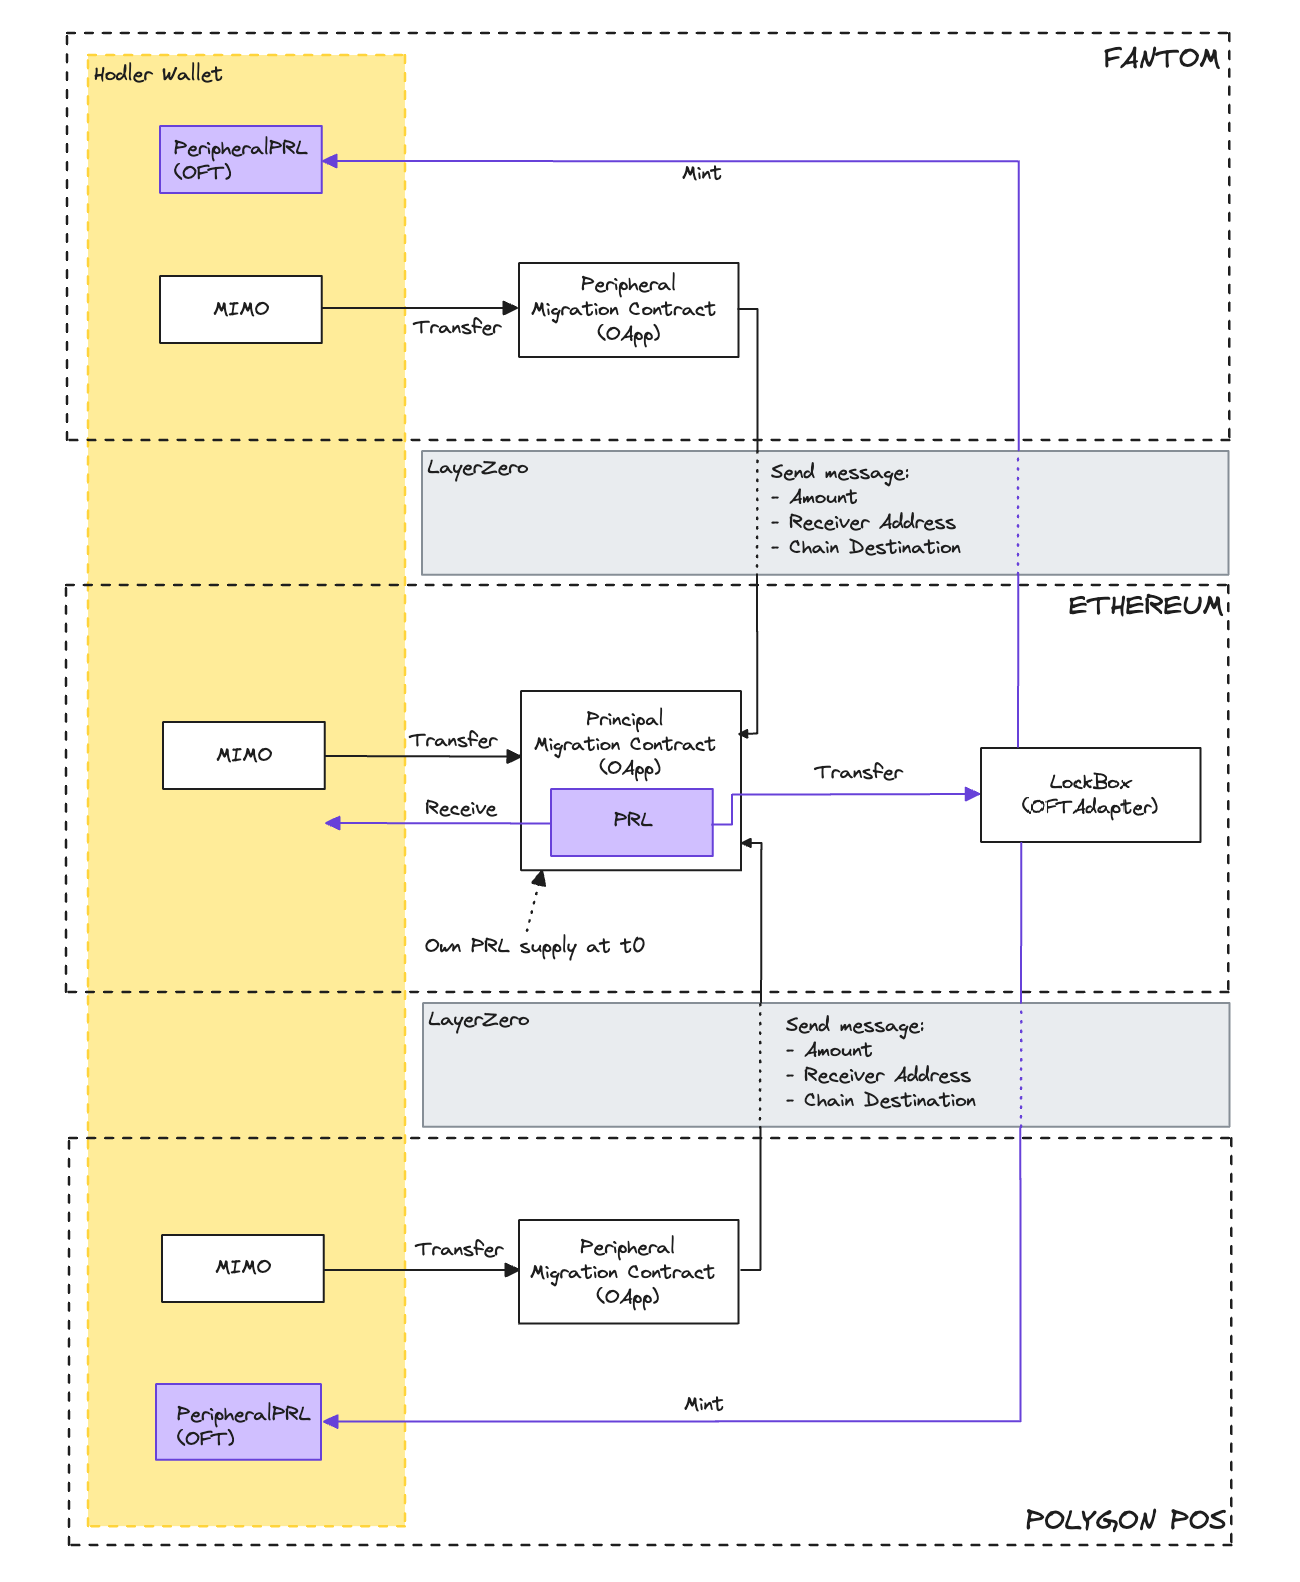 FANTOM
Hodler Wallet
PeripheralPRL
(OFT)
Mint
MIMO
Transfer
Peripheral
Migration Contract
(OApp)
LayerZero
Send message:
- Amount
- Receiver Address
- Chain Destination
ETHEREUM
MIMO
Transfer
Principal
Migration Contract
(OApp)
Receive
PRL
Transfer
LockBox
(OFTAdapter)
Own PRL supply at t0
LayerZero
Send message:
- Amount
- Receiver Address
- Chain Destination
MIMO
Transfer
Peripheral
Migration Contract
(OApp)
PeripheralPRL
(OFT)
Mint
POLYGON POS